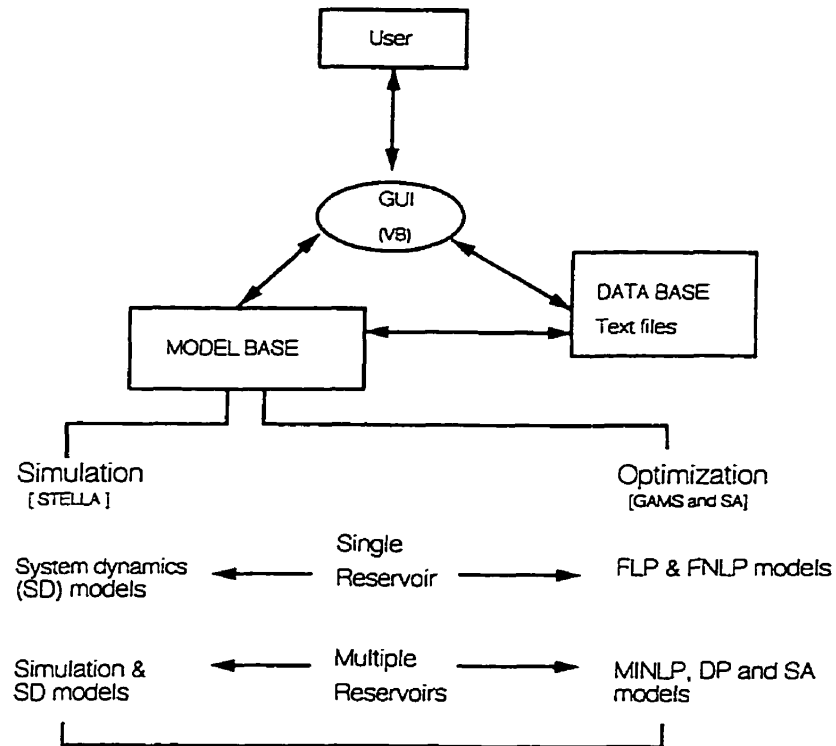 User
GUI
(VB)
DATA BASE
Text files
MODEL BASE
Simulation
[ STELLA ]
Optimization
[GAMS and SA]
System dynamics
(SD) models
Single
Reservoir
FLP & FNLP models
Simulation &
SD models
Multiple
Reservoirs
MINLP, DP and SA
models